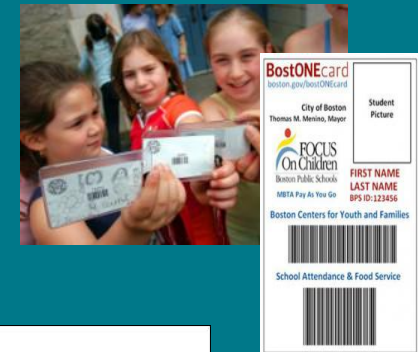 BostONEcard
boston.gov/bostONEcard
City of Boston
Thomas M. Menino, Mayor
Student
Picture
FOCUS
On Children
Boston Public Schools
MBTA Pay As You Go
FIRST NAME
LAST NAME
BPS ID:123456
Boston Centers for Youth and Families
School Attendance & Food Service